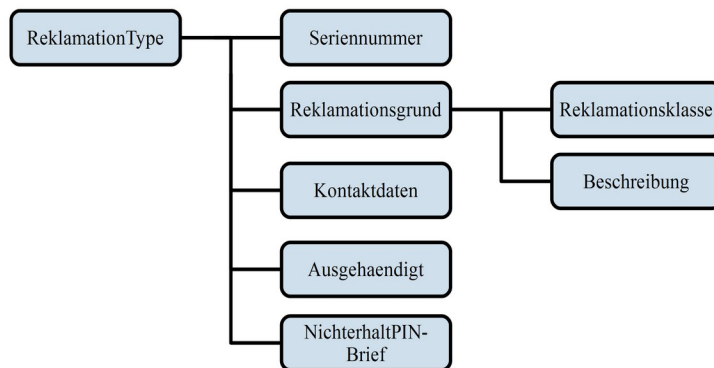 ReklamationType
Seriennummer
Reklamationsgrund
Reklamationsklasse
Beschreibung
Kontaktdaten
Ausgehaendigt
NichterhaltPIN-
Brief